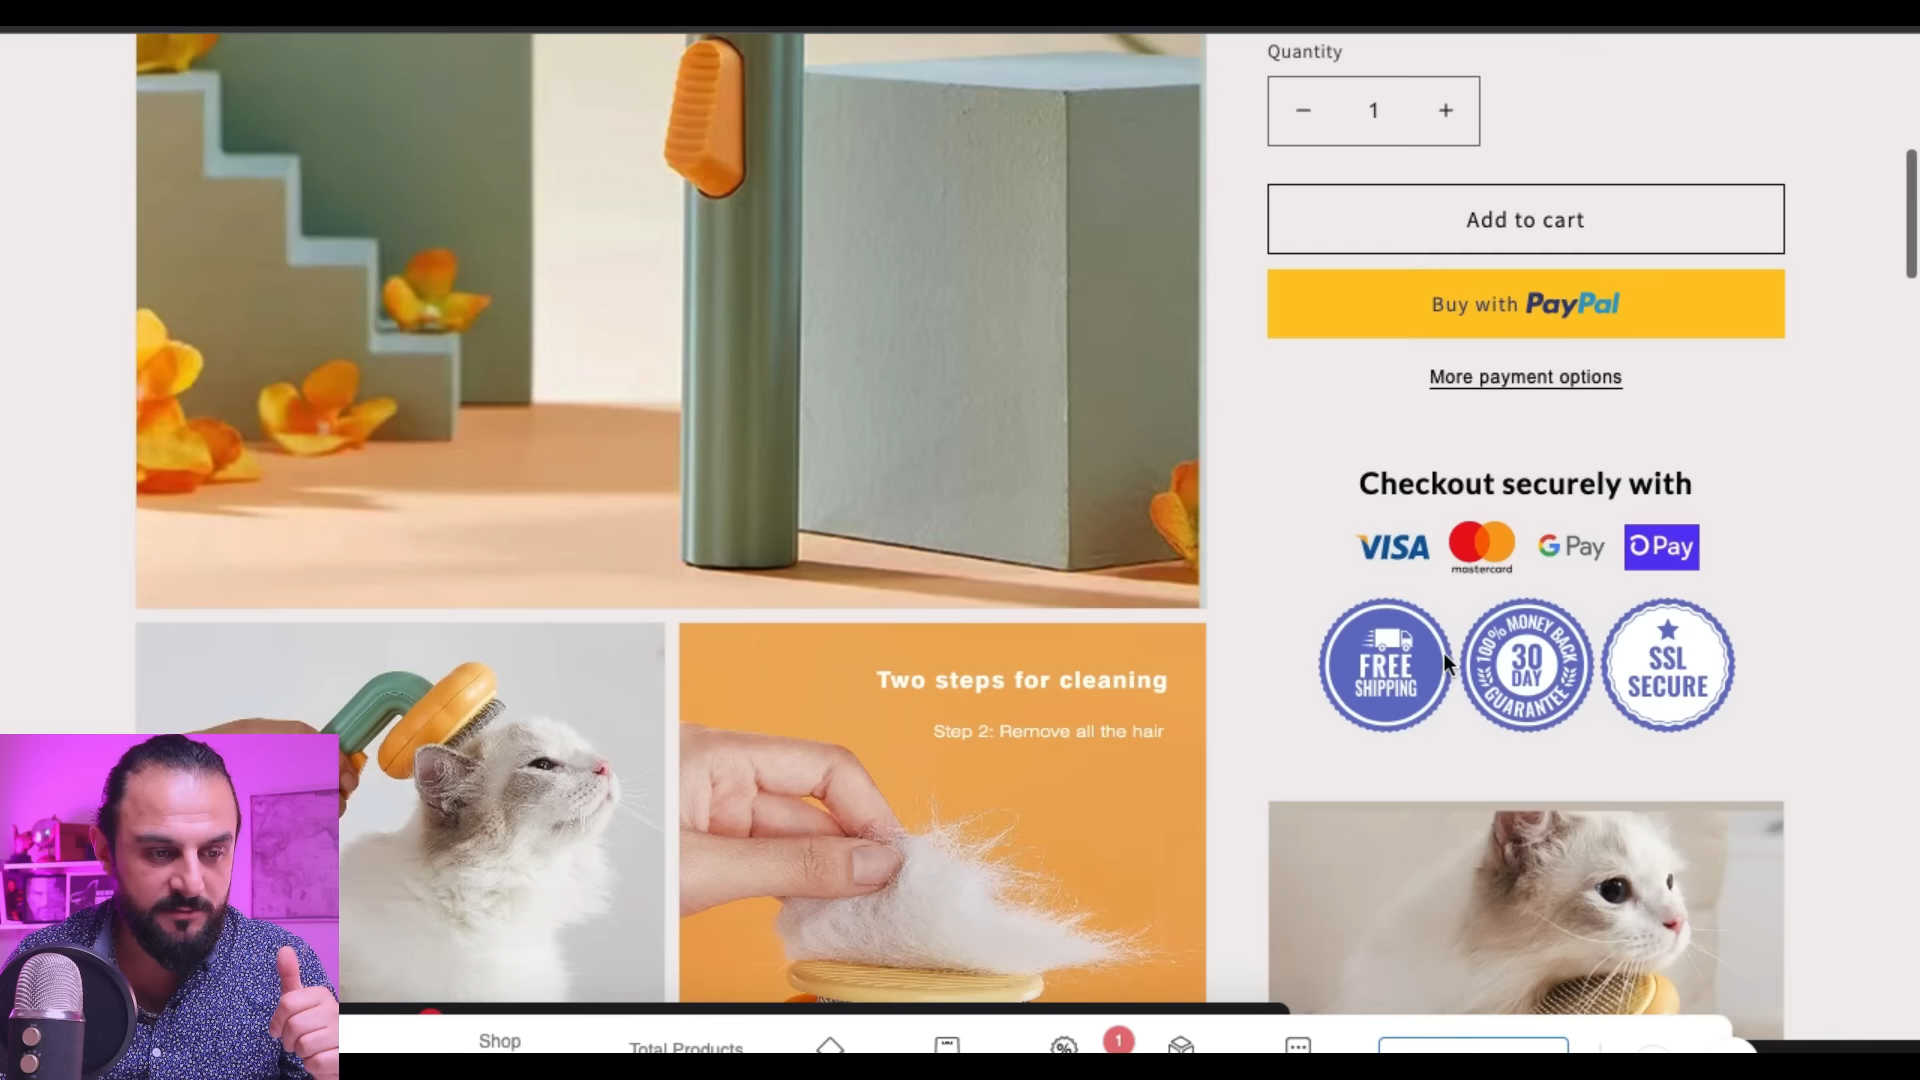 Quantity
− 1 +
Add to cart
Buy with PayPal
More payment options
Checkout securely with
VISA
mastercard
G Pay
Pay
FREE
SHIPPING
100% MONEY BACK
30
DAY
GUARANTEE
SSL
SECURE
Two steps for cleaning
Step 2: Remove all the hair
Shop
Total Products
%
1